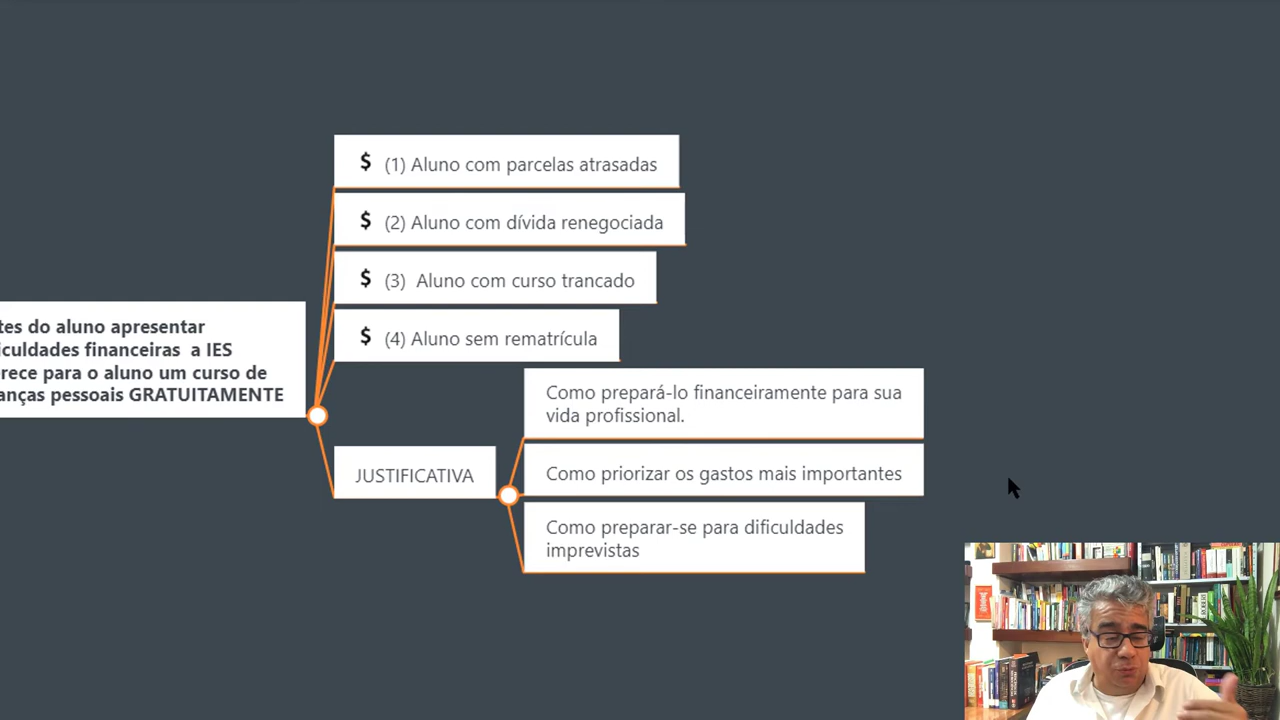 $ (1) Aluno com parcelas atrasadas
$ (2) Aluno com dívida renegociada
$ (3) Aluno com curso trancado
$ (4) Aluno sem rematrícula
tes do aluno apresentar
iculdades financeiras a IES
rece para o aluno um curso de
anças pessoais GRATUITAMENTE
JUSTIFICATIVA
Como prepará-lo financeiramente para sua
vida profissional.
Como priorizar os gastos mais importantes
Como preparar-se para dificuldades
imprevistas